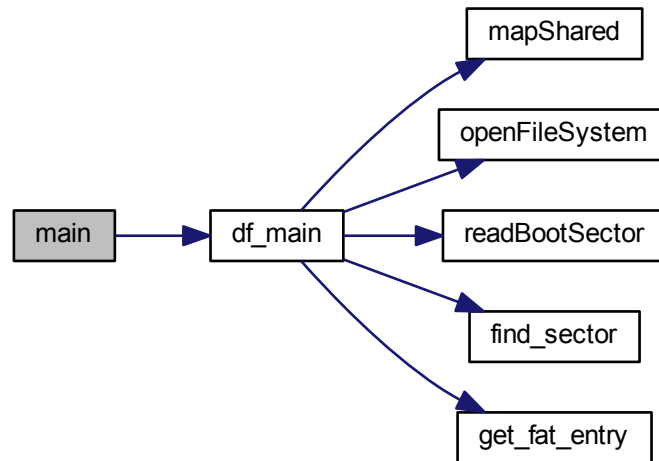 mapShared
openFileSystem
main
df_main
readBootSector
find_sector
get_fat_entry